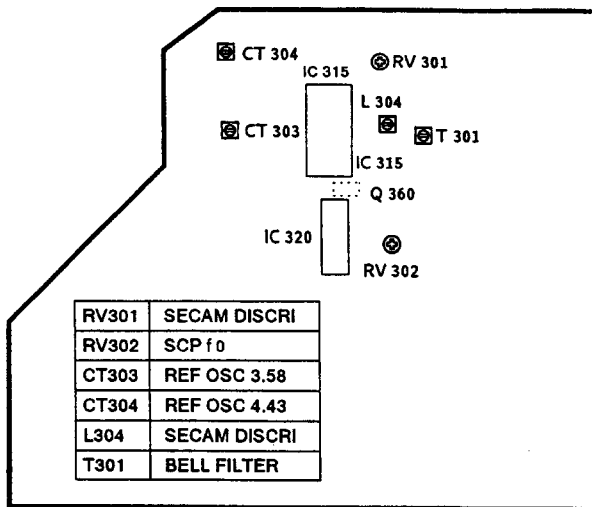 CT 304
RV 301
IC 315
L 304
CT 303
T 301
IC 315
Q 360
IC 320
RV 302
RV301 SECAM DISCRI
RV302 SCP f 0
CT303 REF OSC 3.58
CT304 REF OSC 4.43
L304 SECAM DISCRI
T301 BELL FILTER